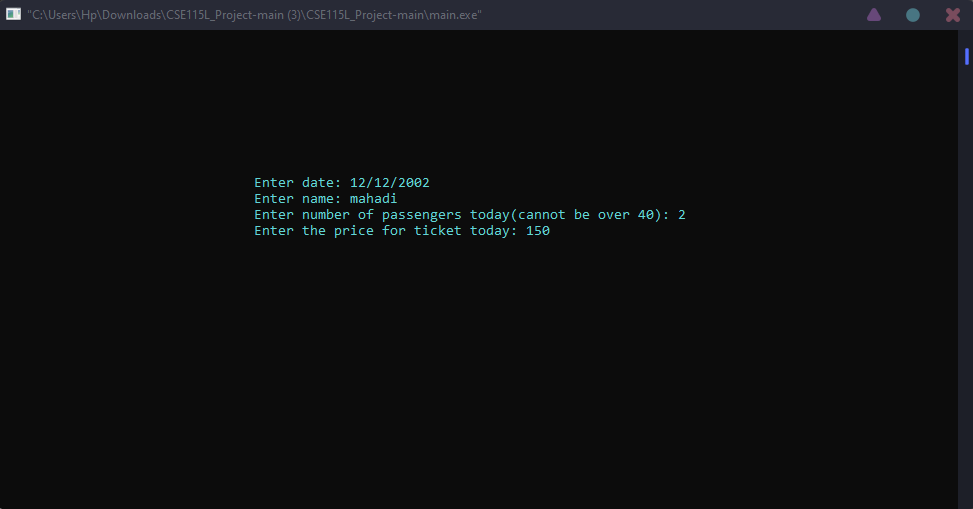 "C:\Users\Hp\Downloads\CSE115L_Project-main (3)\CSE115L_Project-main\main.exe"
Enter date: 12/12/2002
Enter name: mahadi
Enter number of passengers today(cannot be over 40): 2
Enter the price for ticket today: 150